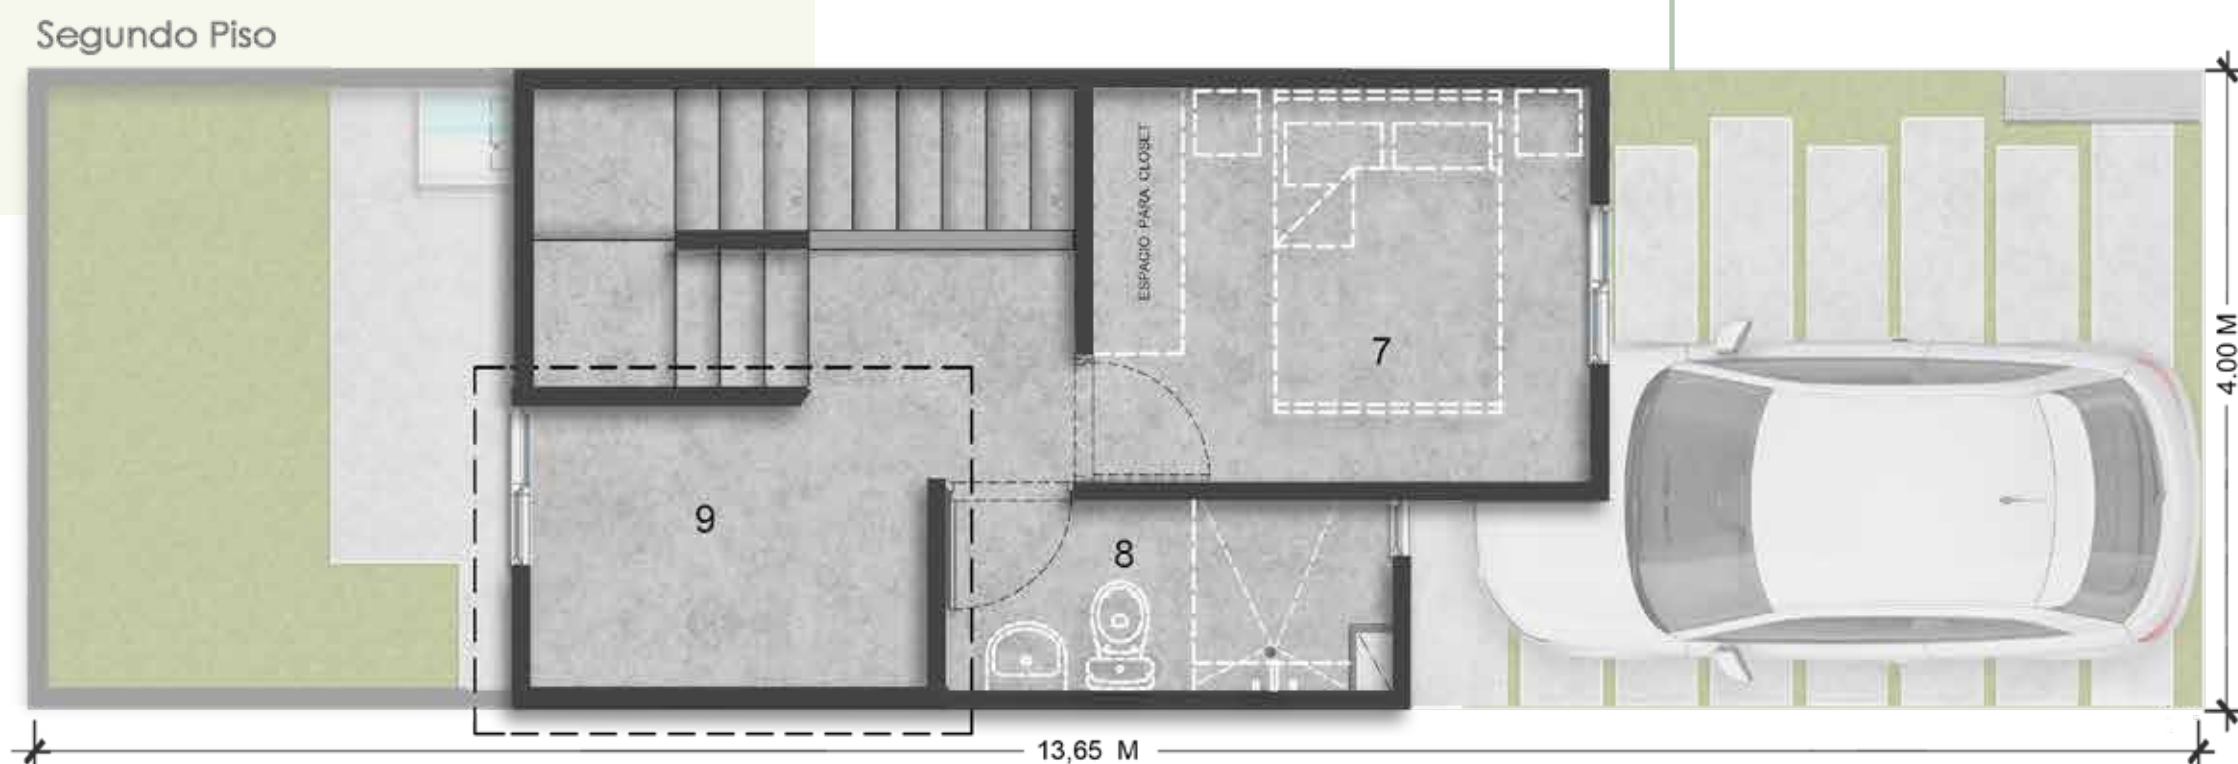 Segundo Piso
ESPACIO PARA CLOSET
7
4.00 M
9
8
13,65 M